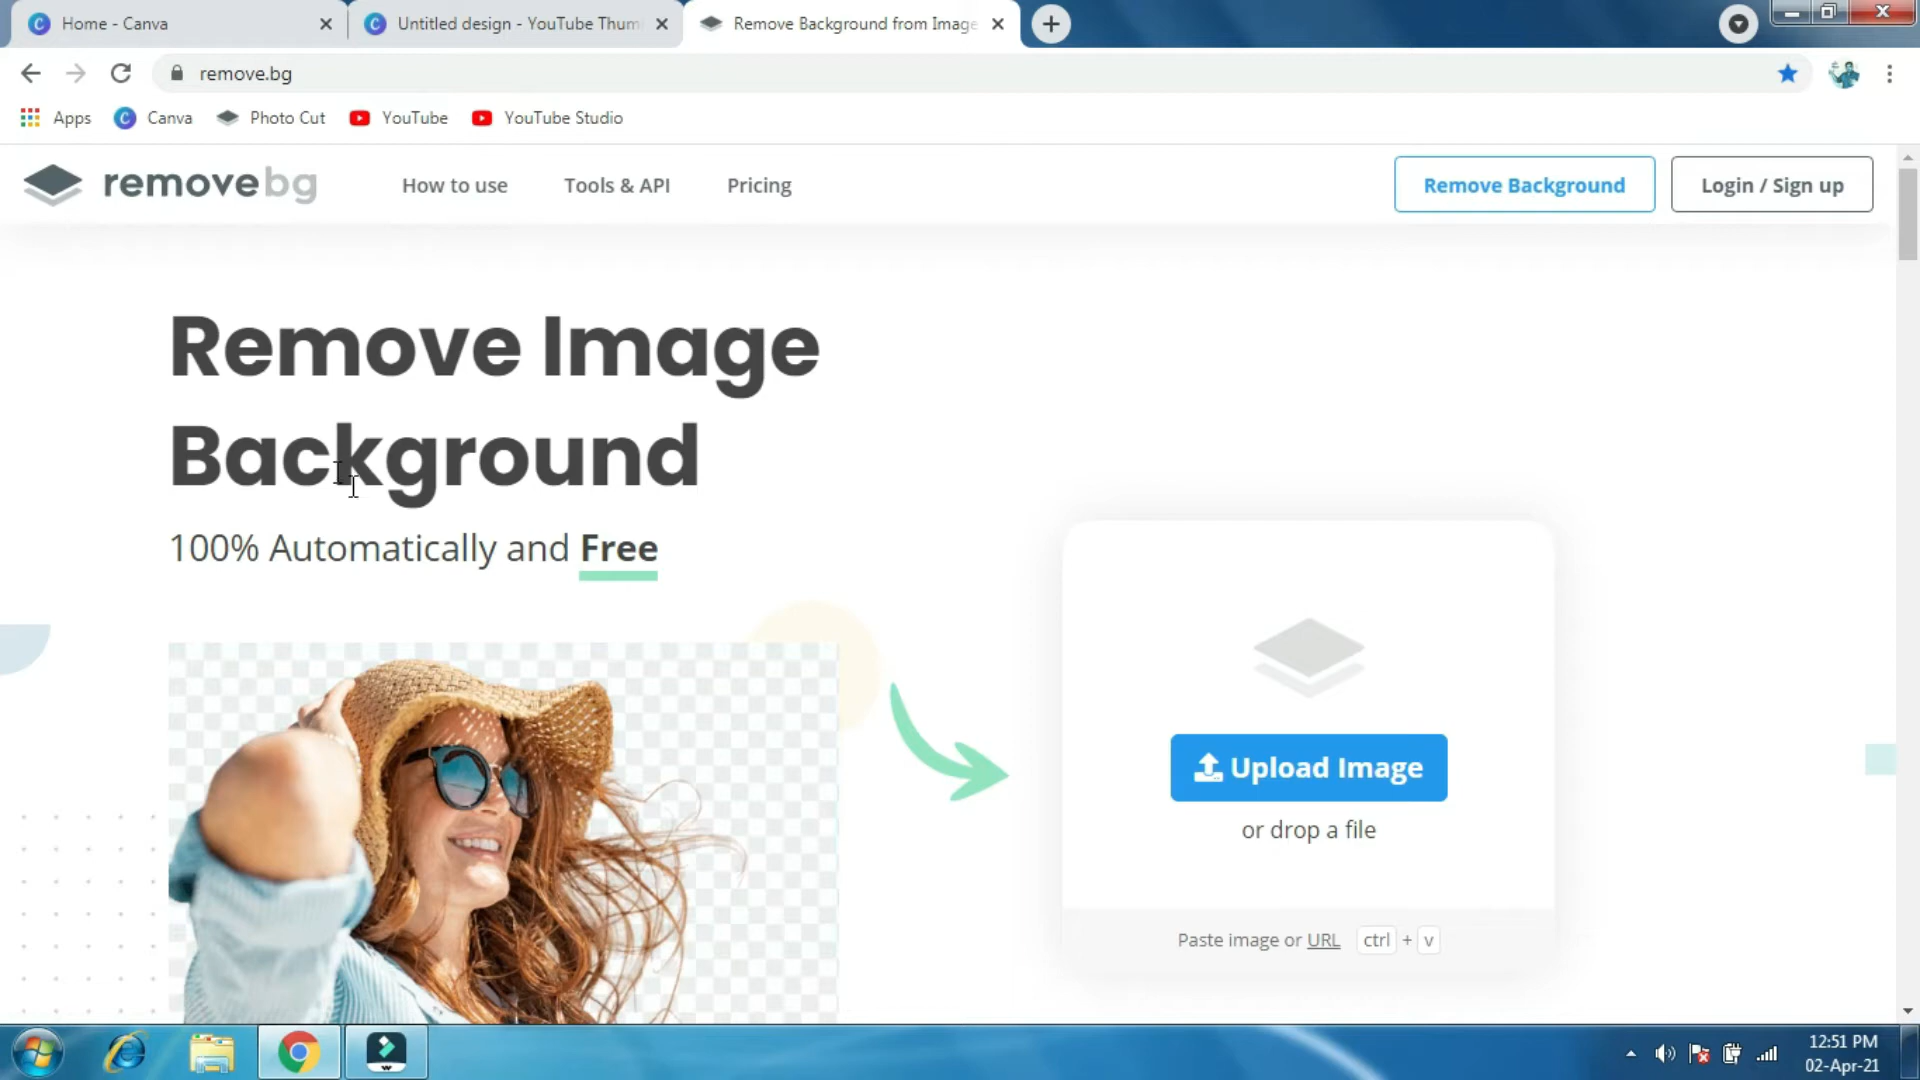 Home - Canva
Untitled design - YouTube Thum
Remove Background from Image
remove.bg
Apps
Canva
Photo Cut
YouTube
YouTube Studio
removebg
How to use
Tools & API
Pricing
Remove Background
Login / Sign up
Remove Image
Background
100% Automatically and Free
Upload Image
or drop a file
Paste image or URL ctrl + v
12:51 PM
02-Apr-21